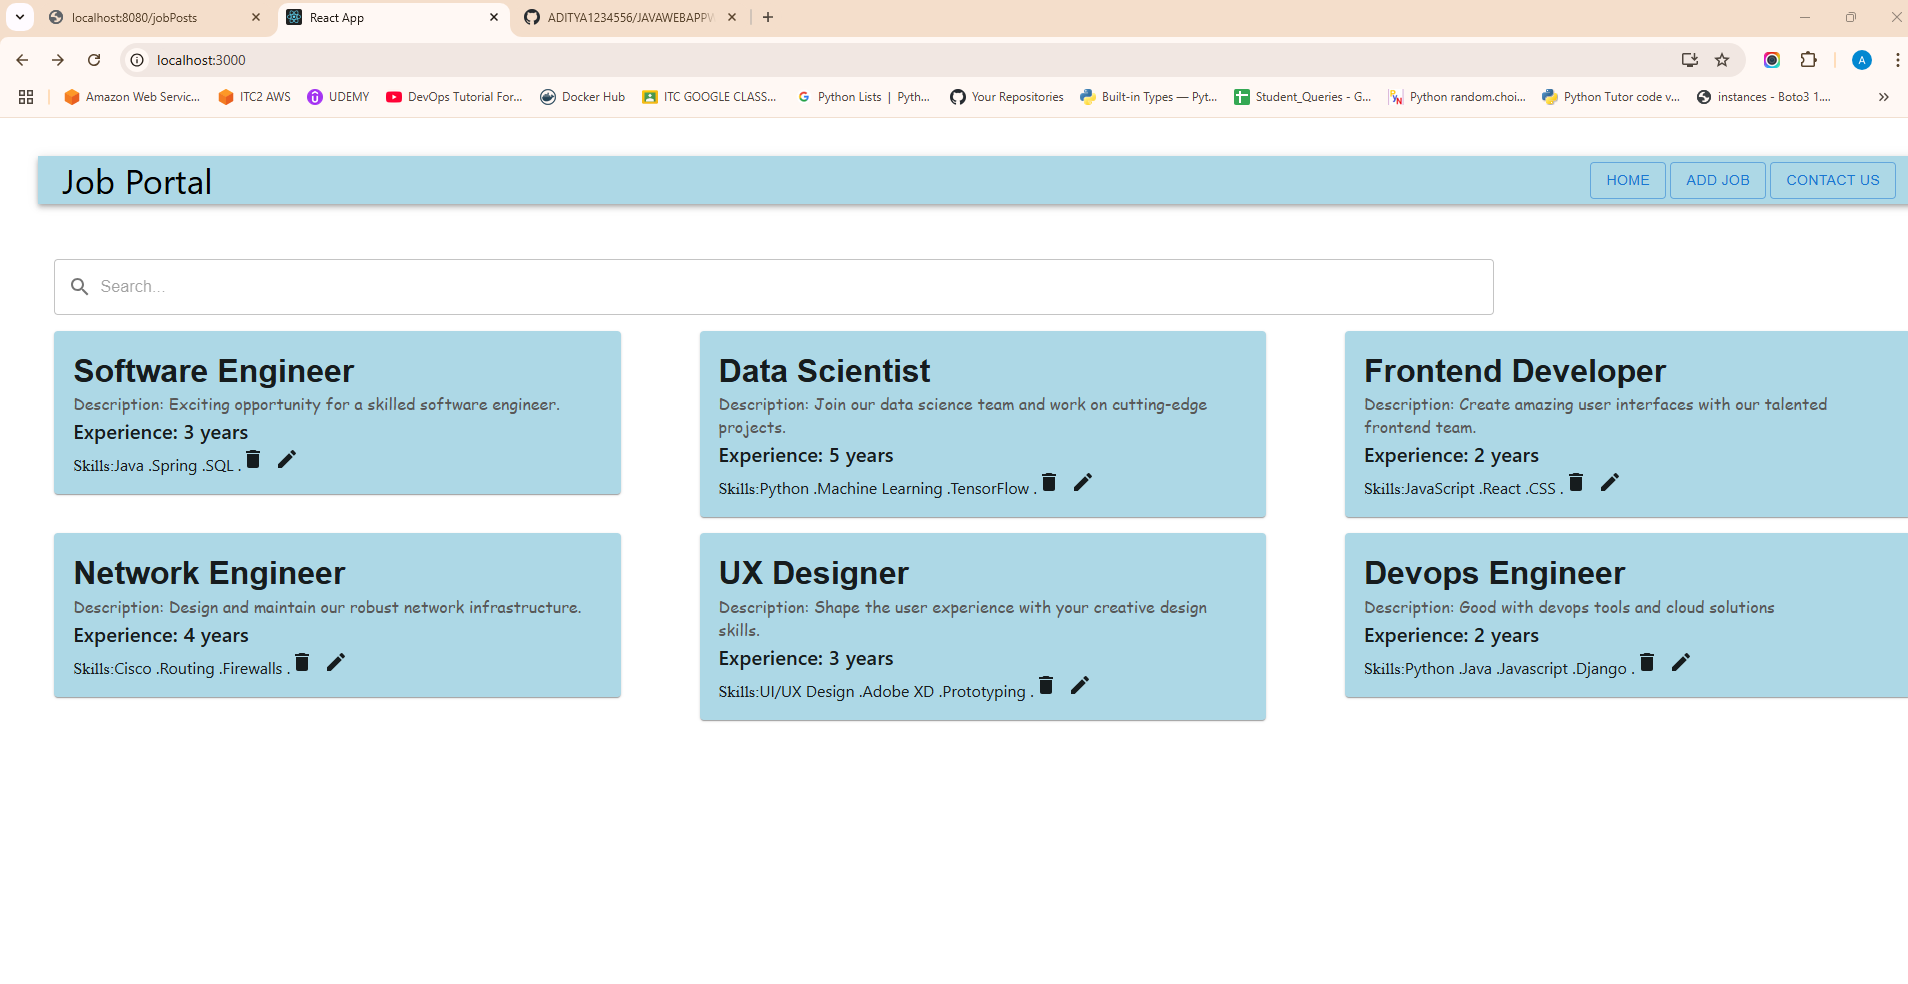 localhost:8080/jobPosts
React App
ADITYA1234556/JAVAWEBAPPV
localhost:3000
A
Amazon Web Servic...
ITC2 AWS
UDEMY
DevOps Tutorial For...
Docker Hub
ITC GOOGLE CLASS...
Python Lists | Pyth...
Your Repositories
Built-in Types — Pyt...
Student_Queries - G...
Python random.choi...
Python Tutor code v...
instances - Boto3 1....
Job Portal
HOME
ADD JOB
CONTACT US
Search...
Software Engineer
Description: Exciting opportunity for a skilled software engineer.
Experience: 3 years
Skills:Java .Spring .SQL .
Data Scientist
Description: Join our data science team and work on cutting-edge
projects.
Experience: 5 years
Skills:Python .Machine Learning .TensorFlow .
Frontend Developer
Description: Create amazing user interfaces with our talented
frontend team.
Experience: 2 years
Skills:JavaScript .React .CSS .
Network Engineer
Description: Design and maintain our robust network infrastructure.
Experience: 4 years
Skills:Cisco .Routing .Firewalls .
UX Designer
Description: Shape the user experience with your creative design
skills.
Experience: 3 years
Skills:UI/UX Design .Adobe XD .Prototyping .
Devops Engineer
Description: Good with devops tools and cloud solutions
Experience: 2 years
Skills:Python .Java .Javascript .Django .